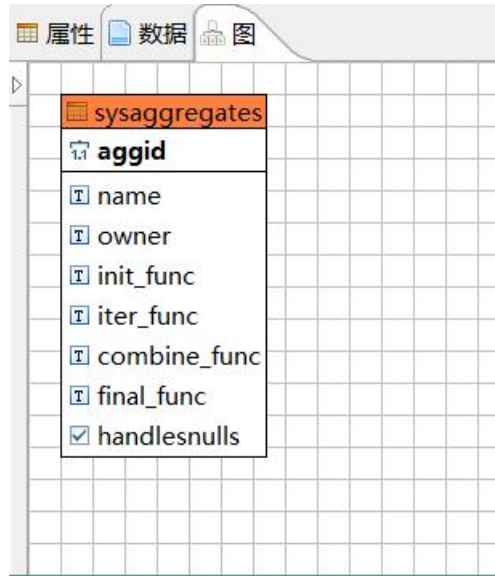 属性 数据 图
sysaggregates
aggid
name
owner
init_func
iter_func
combine_func
final_func
handlesnulls